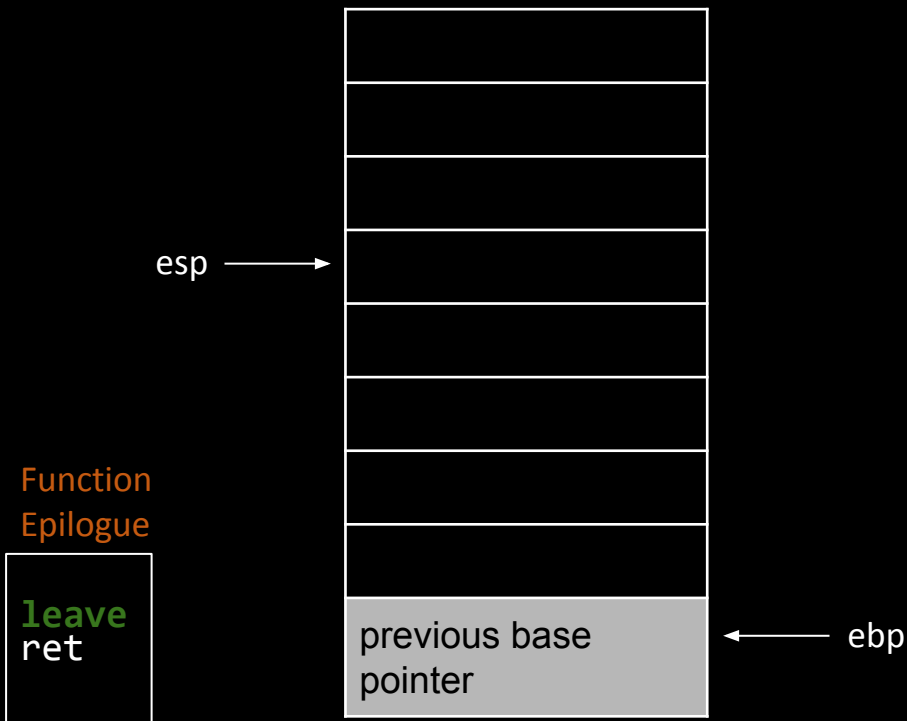 esp
Function
Epilogue
leave
ret
previous base
pointer
ebp